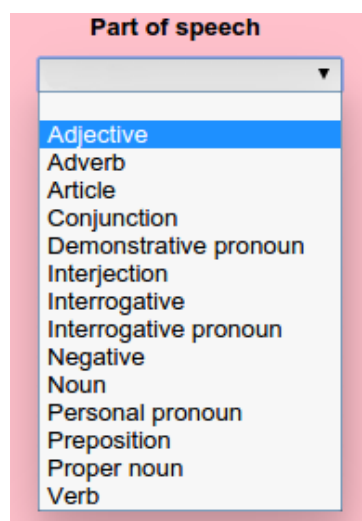 Part of speech
Adjective
Adverb
Article
Conjunction
Demonstrative pronoun
Interjection
Interrogative
Interrogative pronoun
Negative
Noun
Personal pronoun
Preposition
Proper noun
Verb